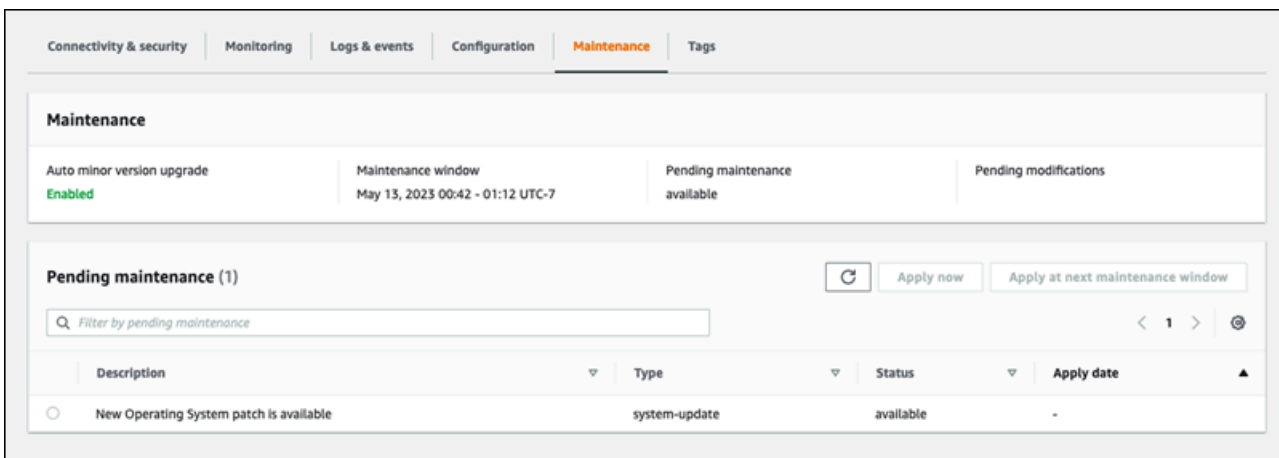 Connectivity & security Monitoring Logs & events Configuration Maintenance Tags
Maintenance
Auto minor version upgrade Maintenance window Pending maintenance Pending modifications
Enabled May 13, 2023 00:42 - 01:12 UTC-7 available
Pending maintenance (1) Apply now Apply at next maintenance window
Filter by pending maintenance 1
Description Type Status Apply date
New Operating System patch is available system-update available -